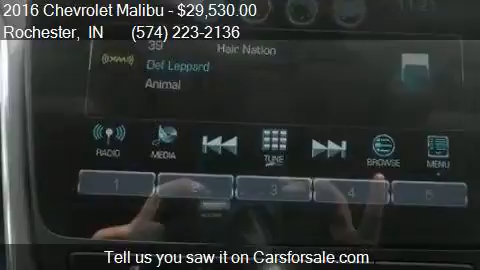 2016 Chevrolet Malibu - $29,530.00
Rochester, IN (574) 223-2136
39 Hair Nation
((XM)) Def Leppard
Animal
RADIO MEDIA TUNE BROWSE MENU
1 2 3 4 5
Tell us you saw it on Carsforsale.com